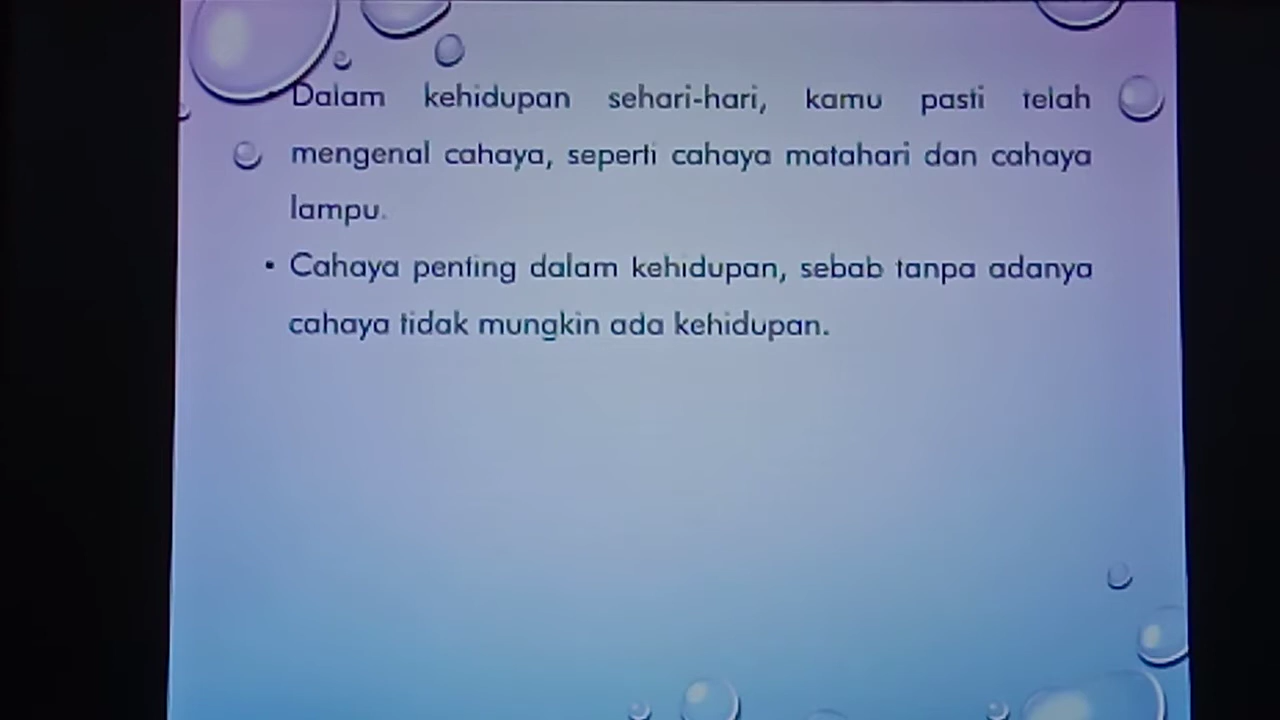 Dalam kehidupan sehari-hari, kamu pasti telah
mengenal cahaya, seperti cahaya matahari dan cahaya
lampu.
• Cahaya penting dalam kehidupan, sebab tanpa adanya
cahaya tidak mungkin ada kehidupan.